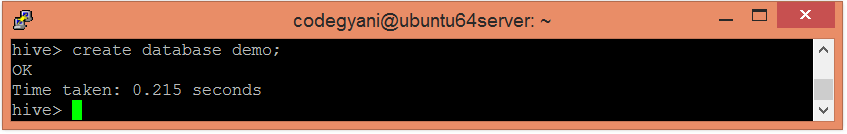 codegyani@ubuntu64server: ~
hive> create database demo;
OK
Time taken: 0.215 seconds
hive>